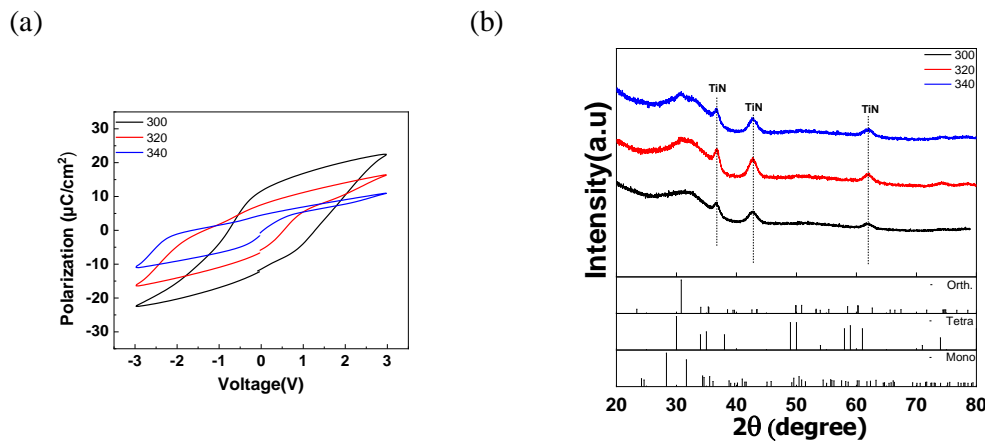 (a)
(b)
300
320
340
30
20
10
0
-10
-20
-30
Polarization (μC/cm²)
-3
-2
-1
0
1
2
3
Voltage(V)
300
320
340
TiN
TiN
TiN
Intensity(a.u)
- Orth.
- Tetra
- Mono
20
30
40
50
60
70
80
2θ (degree)